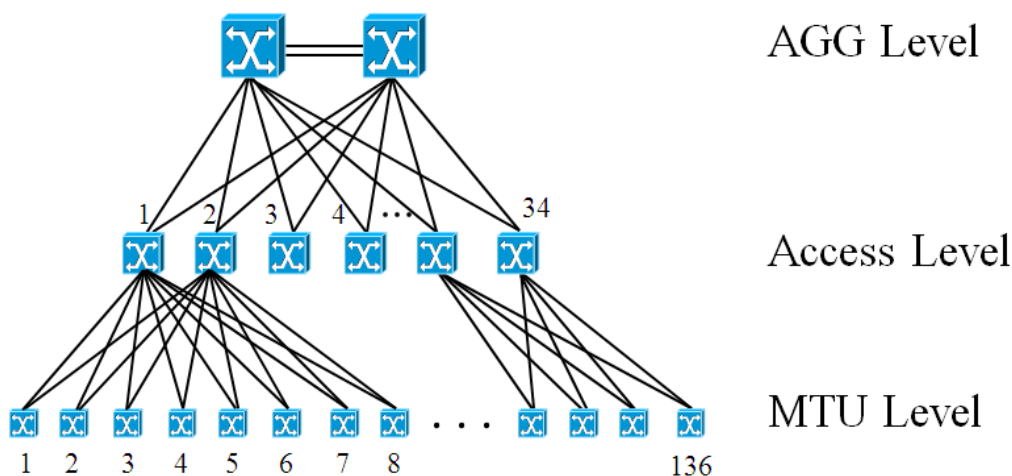 AGG Level
1 2 3 4 ... 34
Access Level
MTU Level
1 2 3 4 5 6 7 8 . . . 136